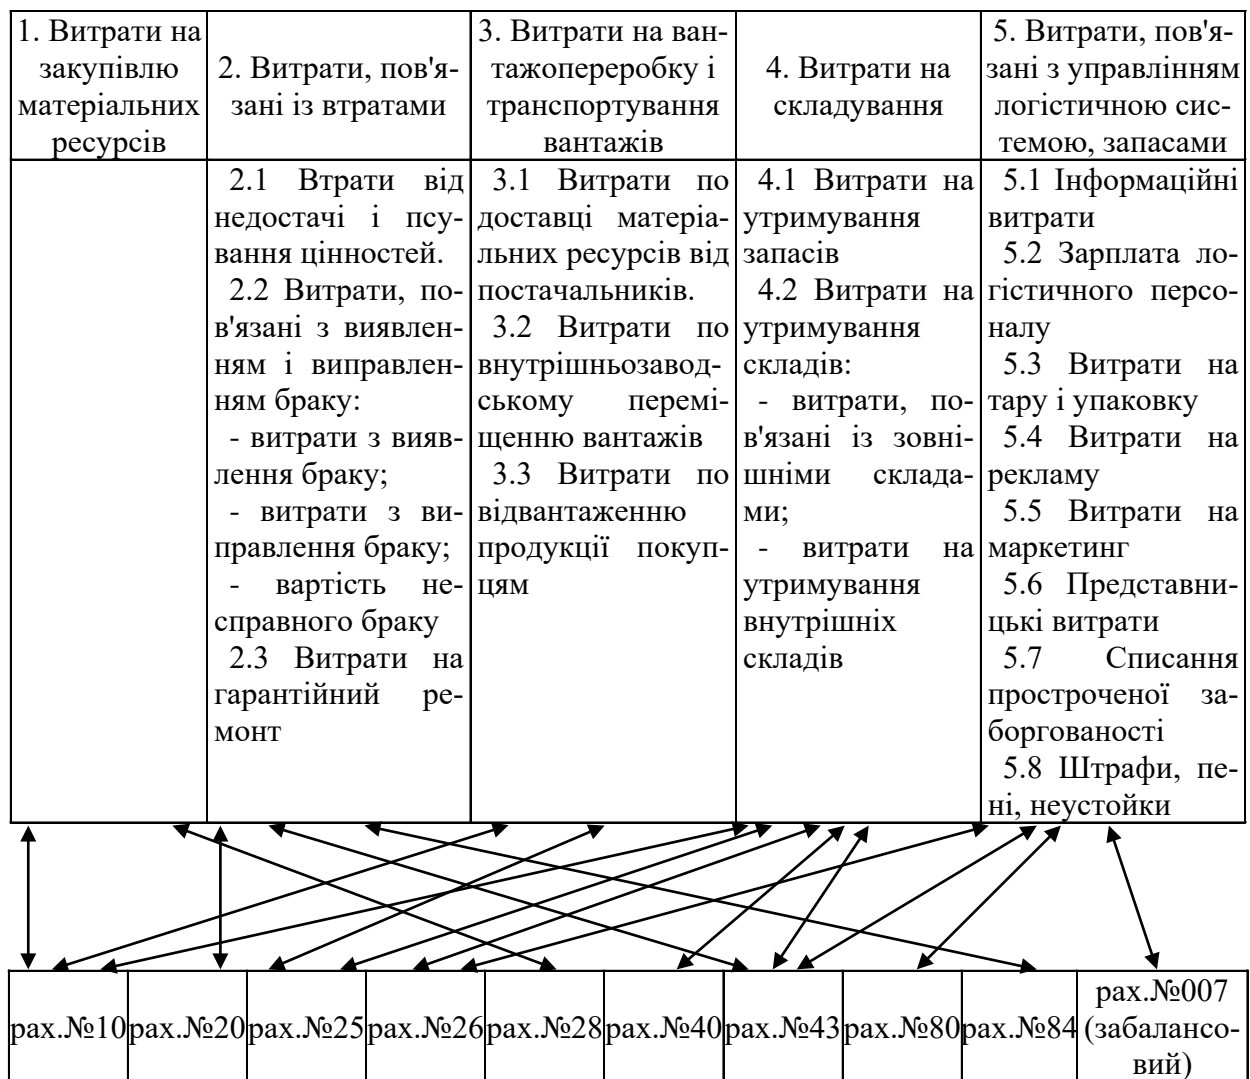 1. Витрати на
закупівлю
матеріальних
ресурсів
2. Витрати, пов'я-
зані із втратами
3. Витрати на ван-
тажопереробку і
транспортування
вантажів
4. Витрати на
складування
5. Витрати, пов'я-
зані з управлінням
логістичною сис-
темою, запасами
2.1 Втрати від
недостачі і псу-
вання цінностей.
2.2 Витрати, по-
в'язані з виявлен-
ням і виправлен-
ням браку:
- витрати з вияв-
лення браку;
- витрати з ви-
правлення браку;
- вартість не-
справного браку
2.3 Витрати на
гарантійний ре-
монт
3.1 Витрати по
доставці матеріа-
льних ресурсів від
постачальників.
3.2 Витрати по
внутрішньозавод-
ському перемі-
щенню вантажів
3.3 Витрати по
відвантаженню
продукції покуп-
цям
4.1 Витрати на
утримування
запасів
4.2 Витрати на
утримування
складів:
- витрати, по-
в'язані із зовні-
шніми склада-
ми;
- витрати на
утримування
внутрішніх
складів
5.1 Інформаційні
витрати
5.2 Зарплата ло-
гістичного персо-
налу
5.3 Витрати на
тару і упаковку
5.4 Витрати на
рекламу
5.5 Витрати на
маркетинг
5.6 Представни-
цькі витрати
5.7 Списання
простроченої за-
боргованості
5.8 Штрафи, пе-
ні, неустойки
рах.№10
рах.№20
рах.№25
рах.№26
рах.№28
рах.№40
рах.№43
рах.№80
рах.№84
рах.№007
(забалансо-
вий)